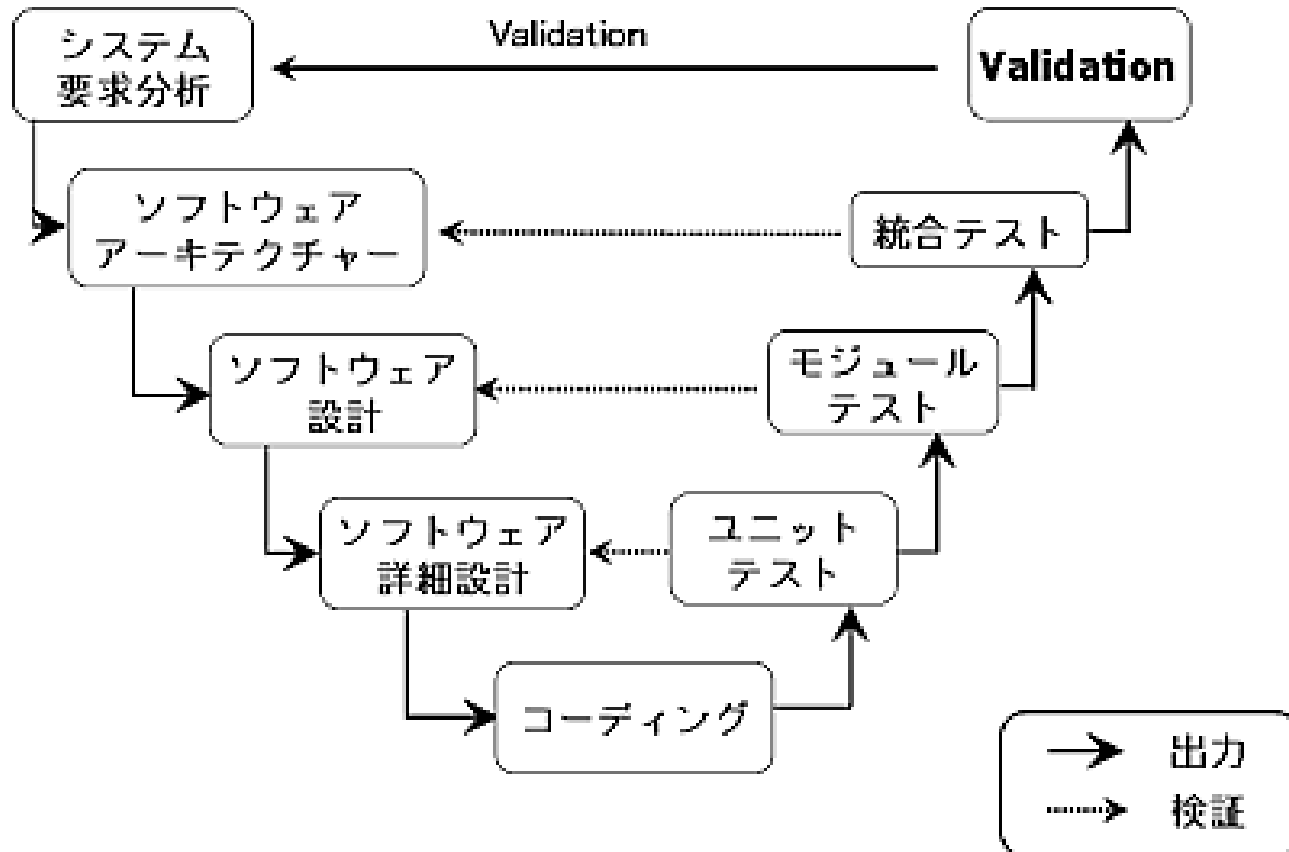 システム
要求分析
Validation
Validation
ソフトウェア
アーキテクチャー
統合テスト
ソフトウェア
設計
モジュール
テスト
ソフトウェア
詳細設計
ユニット
テスト
コーディング
出力
検証